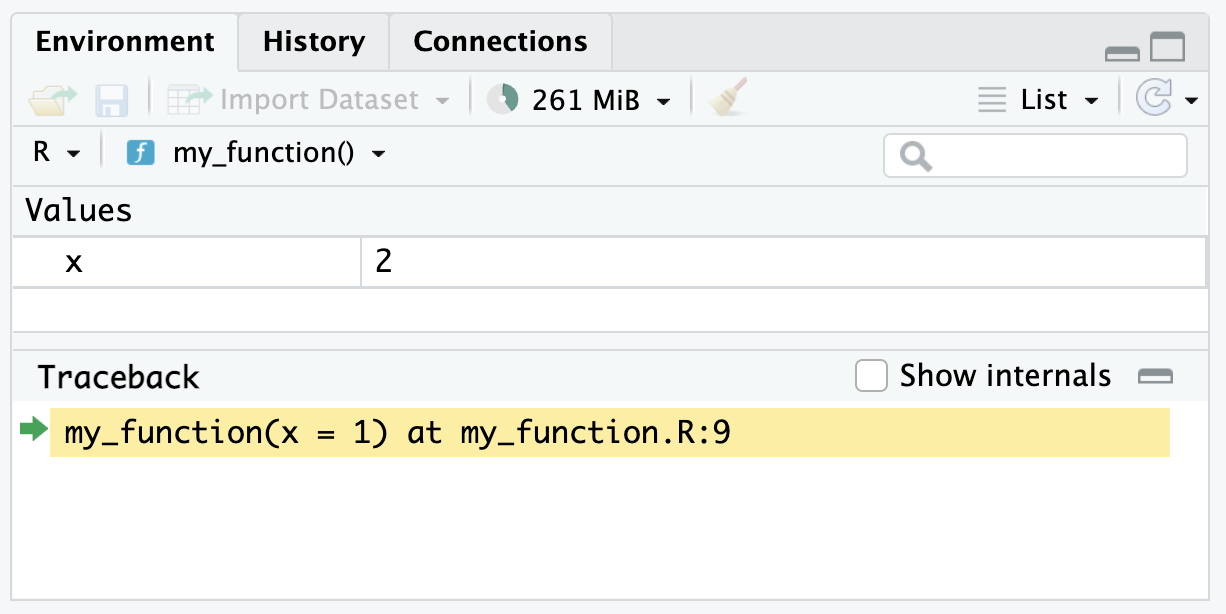 Environment History Connections
Import Dataset 261 MiB List
R f my_function()
Values
x 2
Traceback Show internals
my_function(x = 1) at my_function.R:9